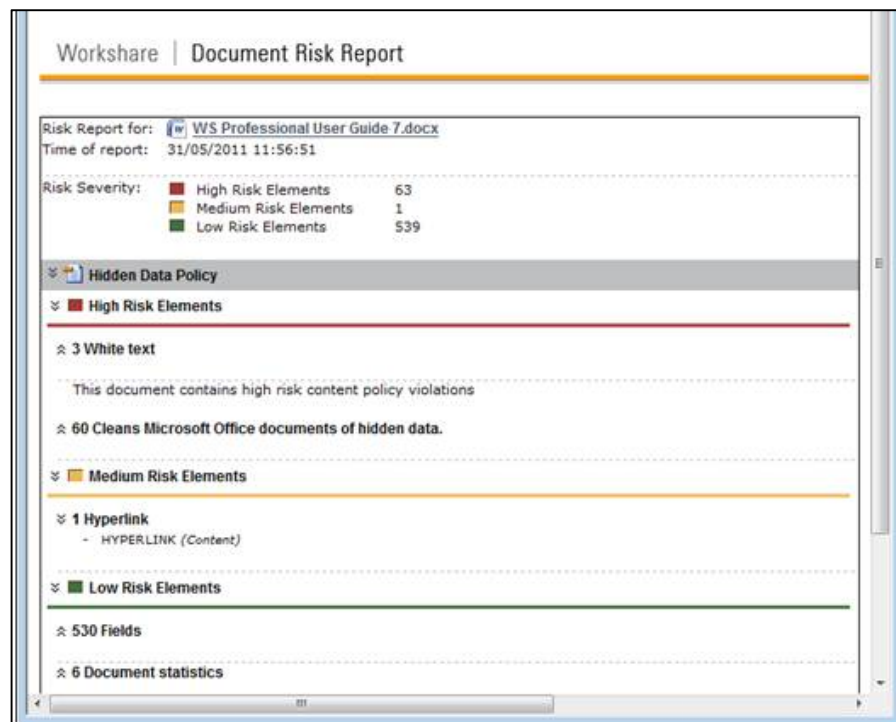 Workshare | Document Risk Report
Risk Report for: WS Professional User Guide 7.docx
Time of report: 31/05/2011 11:56:51
Risk Severity: High Risk Elements 63
Medium Risk Elements 1
Low Risk Elements 539
Hidden Data Policy
High Risk Elements
3 White text
This document contains high risk content policy violations
60 Cleans Microsoft Office documents of hidden data.
Medium Risk Elements
1 Hyperlink
- HYPERLINK (Content)
Low Risk Elements
530 Fields
6 Document statistics